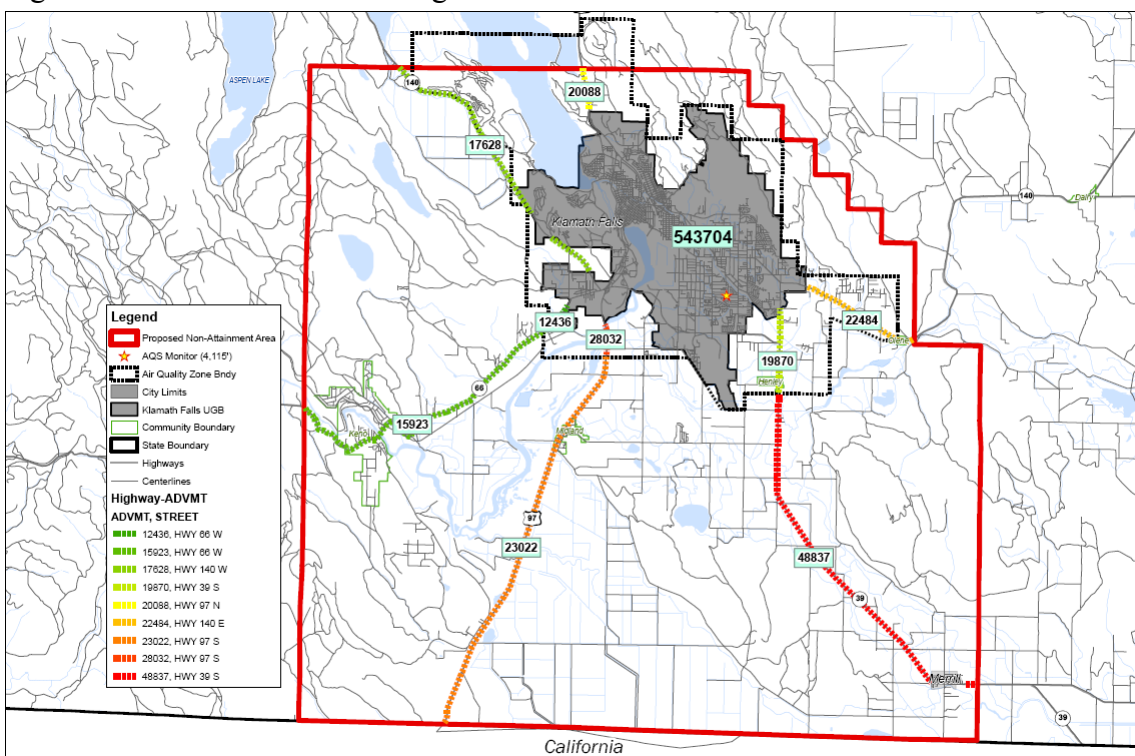 ASPEN LAKE
140
20088
17628
140
Dairy
Klamath Falls
543704
12436
28032
22484
Olene
19870
Henley
66
15923
Keno
Midland
97
23022
48837
39
Merrill
39
California
Legend
Proposed Non-Attainment Area
AQS Monitor (4,115')
Air Quality Zone Bndy
City Limits
Klamath Falls UGB
Community Boundary
State Boundary
Highways
Centerlines
Highway-ADVMT
ADVMT, STREET
12436, HWY 66 W
15923, HWY 66 W
17628, HWY 140 W
19870, HWY 39 S
20088, HWY 97 N
22484, HWY 140 E
23022, HWY 97 S
28032, HWY 97 S
48837, HWY 39 S